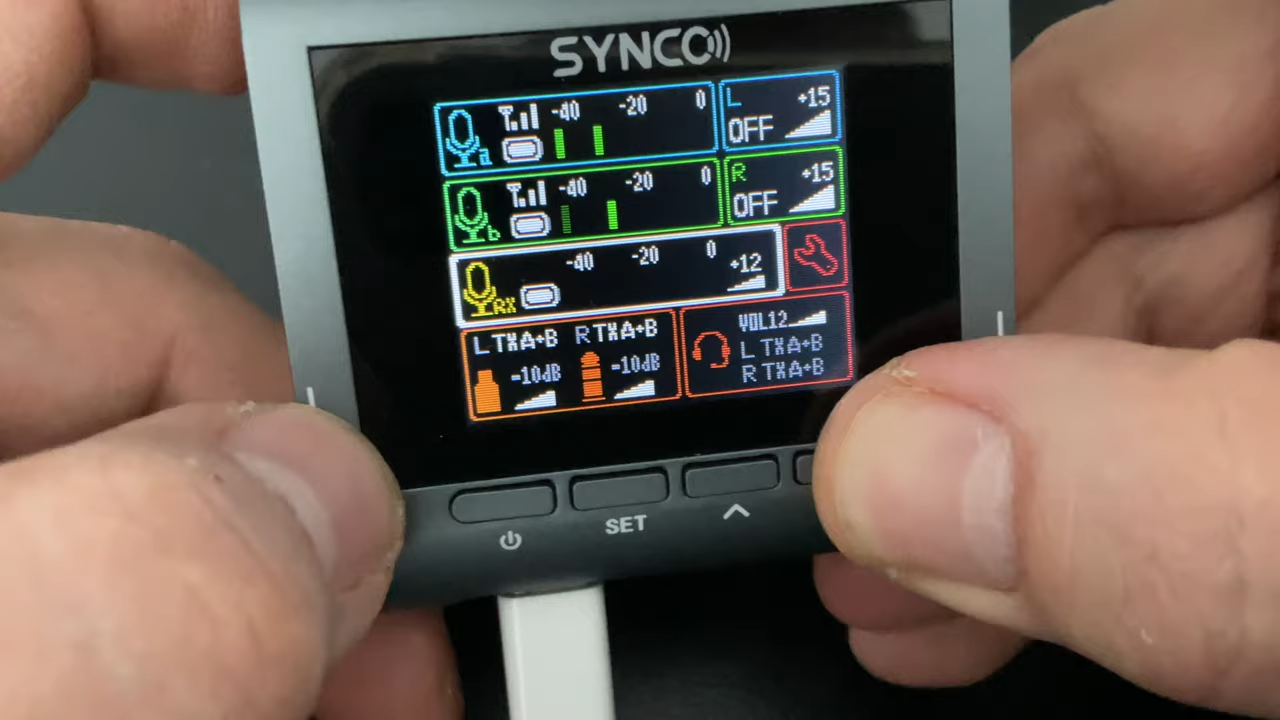 SYNCO
a -40 -20 0 L +15
OFF
b -40 -20 0 R +15
OFF
RX -40 -20 0 +12
L TXA+B R TXA+B VOL12
-10dB -10dB L TXA+B
R TXA+B
SET